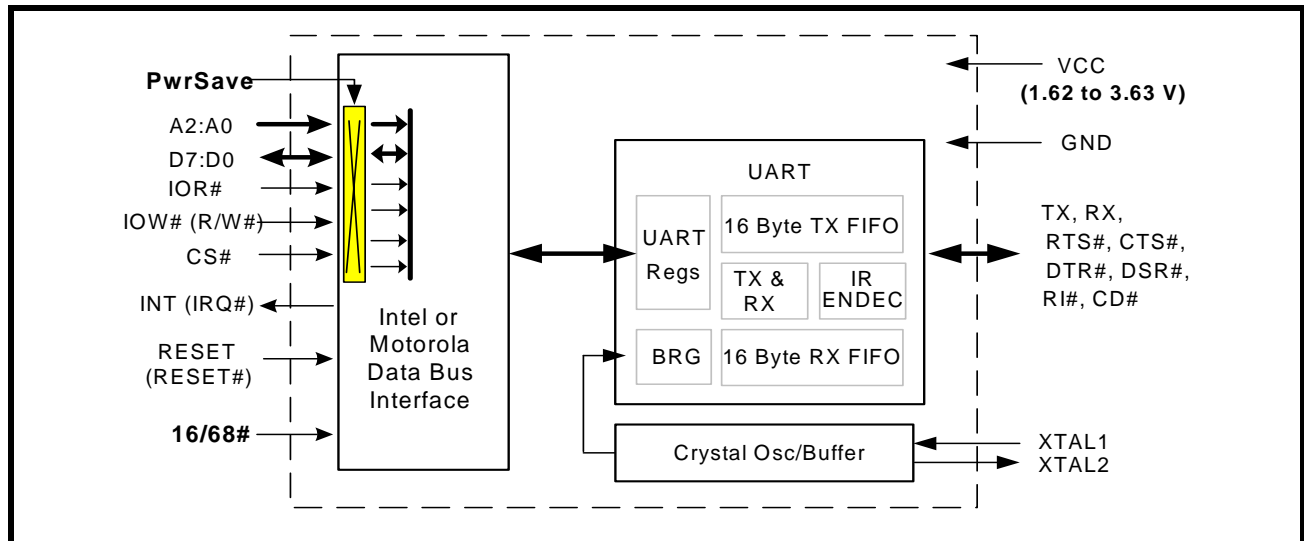 PwrSave
A2:A0
D7:D0
IOR#
IOW# (R/W#)
CS#
INT (IRQ#)
RESET
(RESET#)
16/68#
Intel or
Motorola
Data Bus
Interface
UART
UART
Regs
16 Byte TX FIFO
TX &
RX
IR
ENDEC
BRG
16 Byte RX FIFO
Crystal Osc/Buffer
VCC
(1.62 to 3.63 V)
GND
TX, RX,
RTS#, CTS#,
DTR#, DSR#,
RI#, CD#
XTAL1
XTAL2